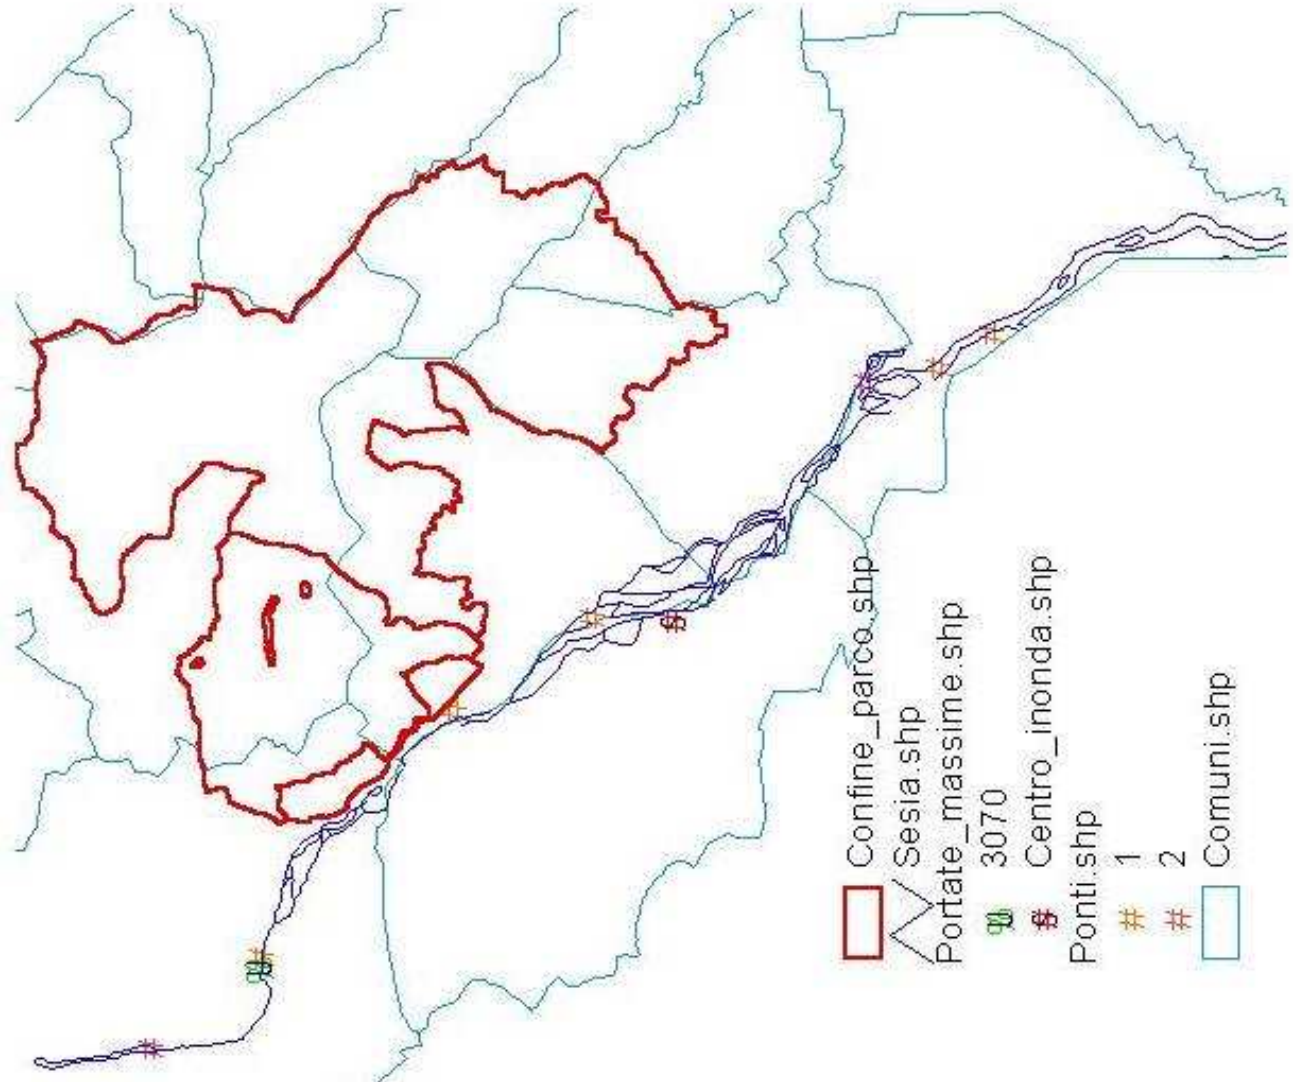 Confine_parco.shp
Sesia.shp
Portate_massime.shp
3070
Centro_inonda.shp
Ponti.shp
1
2
Comuni.shp